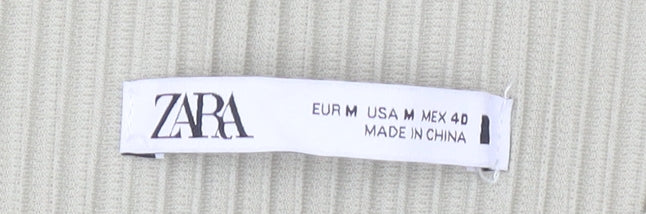 ZARA
EUR M USA M MEX 40
MADE IN CHINA